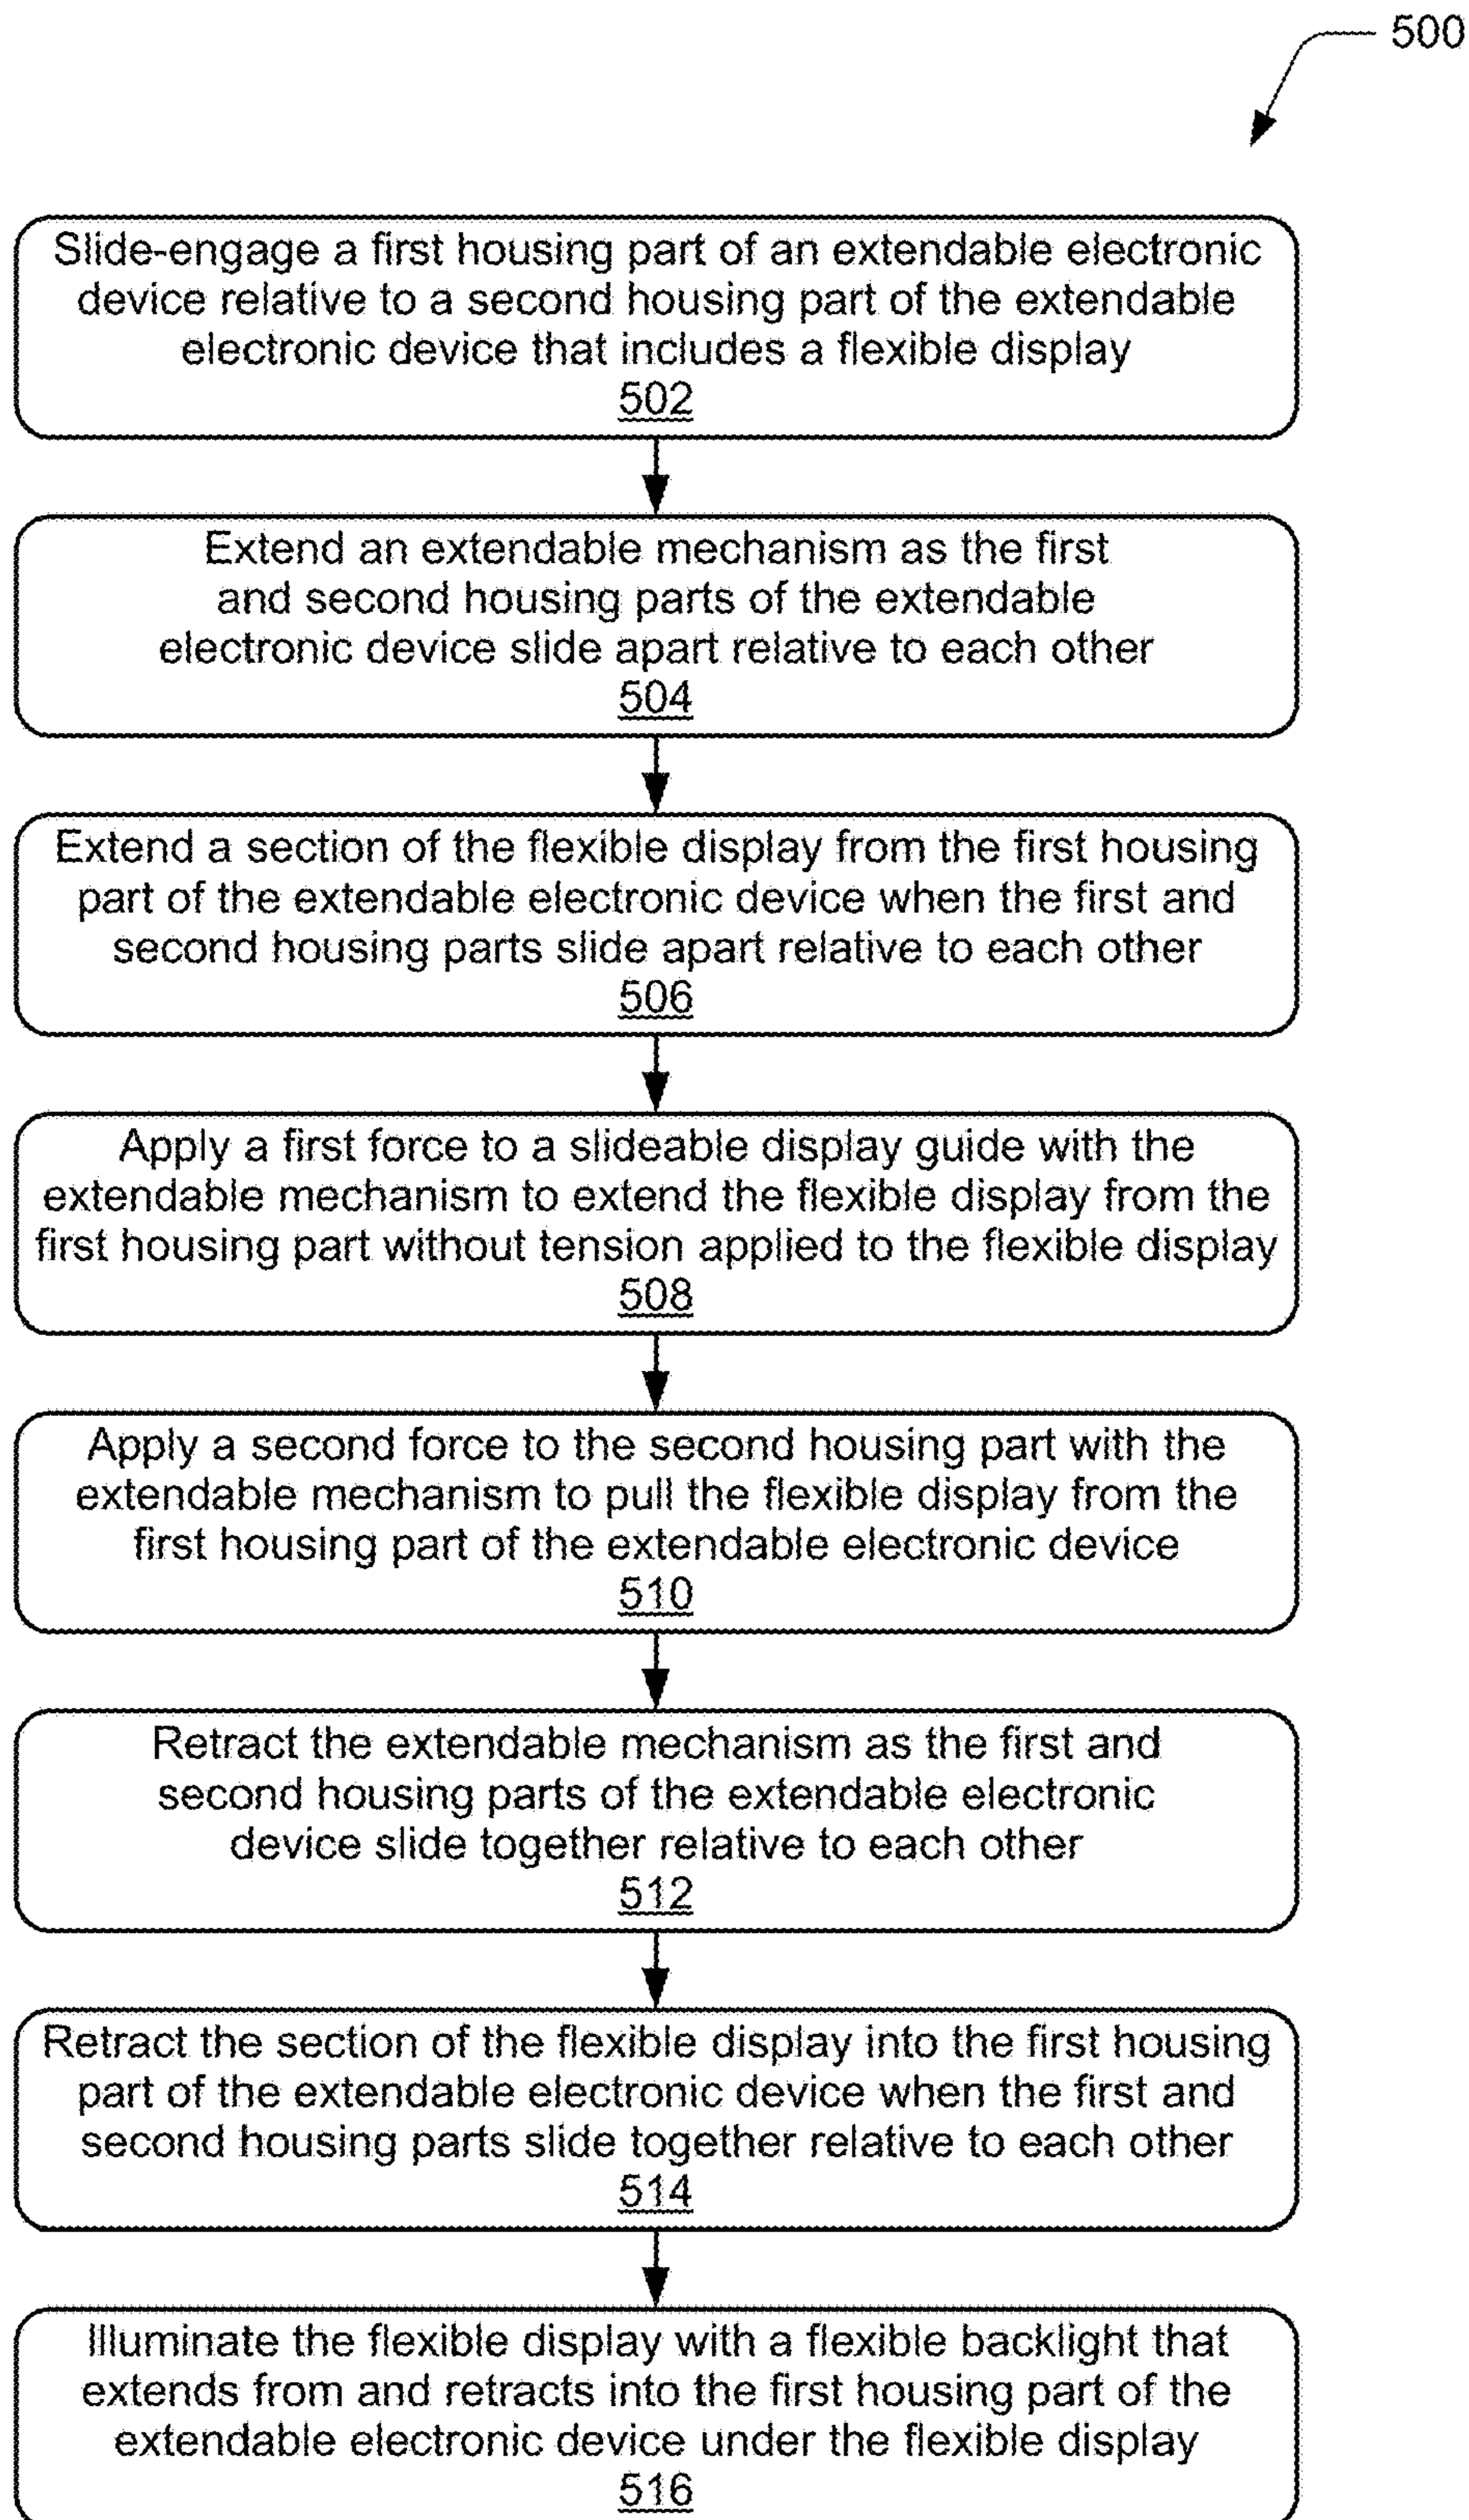 500
Slide-engage a first housing part of an extendable electronic
device relative to a second housing part of the extendable
electronic device that includes a flexible display
502
Extend an extendable mechanism as the first
and second housing parts of the extendable
electronic device slide apart relative to each other
504
Extend a section of the flexible display from the first housing
part of the extendable electronic device when the first and
second housing parts slide apart relative to each other
506
Apply a first force to a slideable display guide with the
extendable mechanism to extend the flexible display from the
first housing part without tension applied to the flexible display
508
Apply a second force to the second housing part with the
extendable mechanism to pull the flexible display from the
first housing part of the extendable electronic device
510
Retract the extendable mechanism as the first and
second housing parts of the extendable electronic
device slide together relative to each other
512
Retract the section of the flexible display into the first housing
part of the extendable electronic device when the first and
second housing parts slide together relative to each other
514
Illuminate the flexible display with a flexible backlight that
extends from and retracts into the first housing part of the
extendable electronic device under the flexible display
516